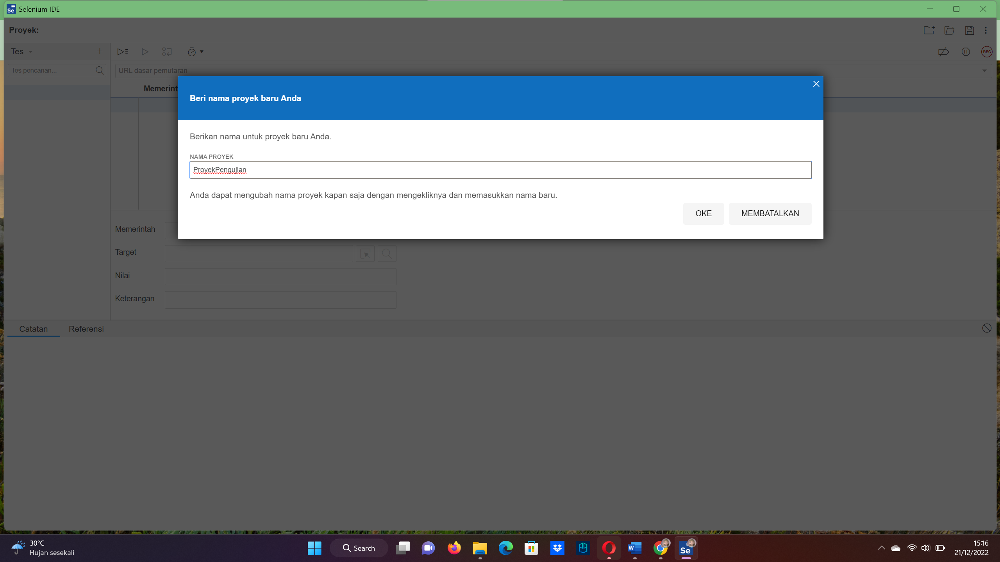 Selenium IDE
Proyek:
Tes
Tes pencarian...
URL dasar pemutaran
REC
Memerint
Beri nama proyek baru Anda
Berikan nama untuk proyek baru Anda.
NAMA PROYEK
ProyekPengujian
Anda dapat mengubah nama proyek kapan saja dengan mengekliknya dan memasukkan nama baru.
OKE
MEMBATALKAN
Memerintah
Target
Nilai
Keterangan
Catatan
Referensi
30°C
Hujan sesekali
Search
15:16
21/12/2022